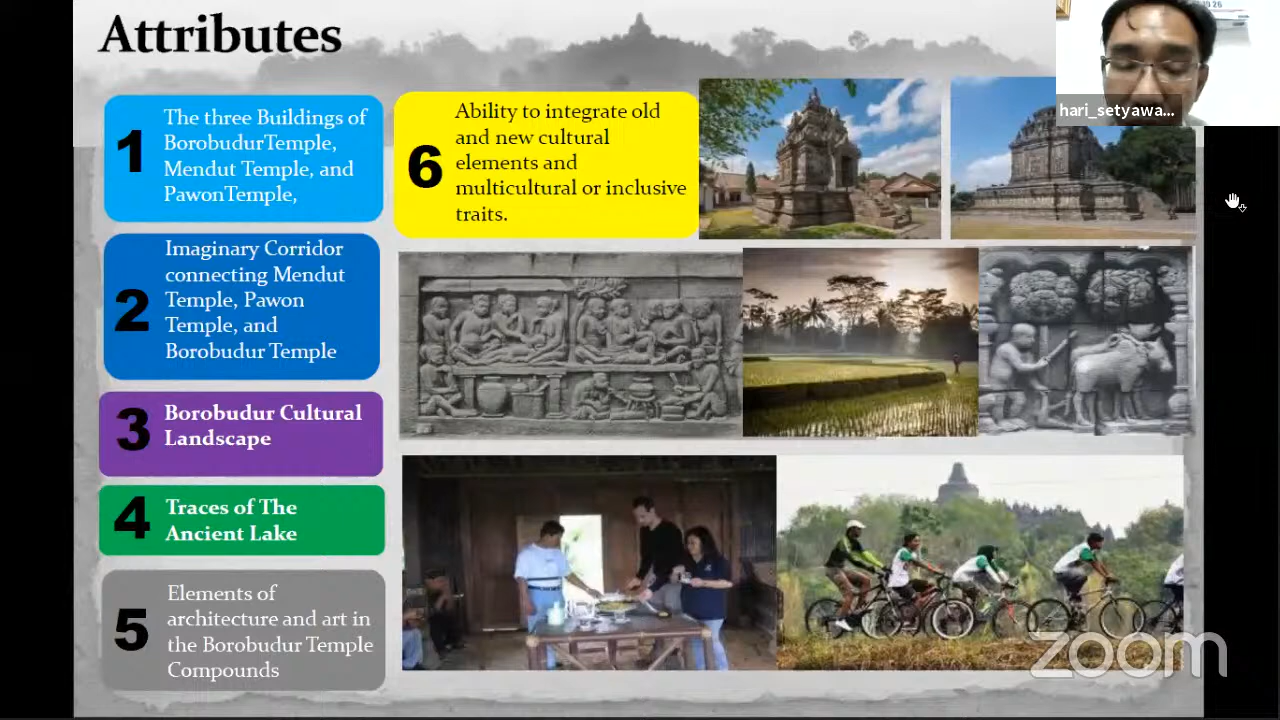 Attributes
1
The three Buildings of
BorobudurTemple,
Mendut Temple, and
PawonTemple,
2
Imaginary Corridor
connecting Mendut
Temple, Pawon
Temple, and
Borobudur Temple
3
Borobudur Cultural
Landscape
4
Traces of The
Ancient Lake
5
Elements of
architecture and art in
the Borobudur Temple
Compounds
6
Ability to integrate old
and new cultural
elements and
multicultural or inclusive
traits.
hari_setyawa...
zoom